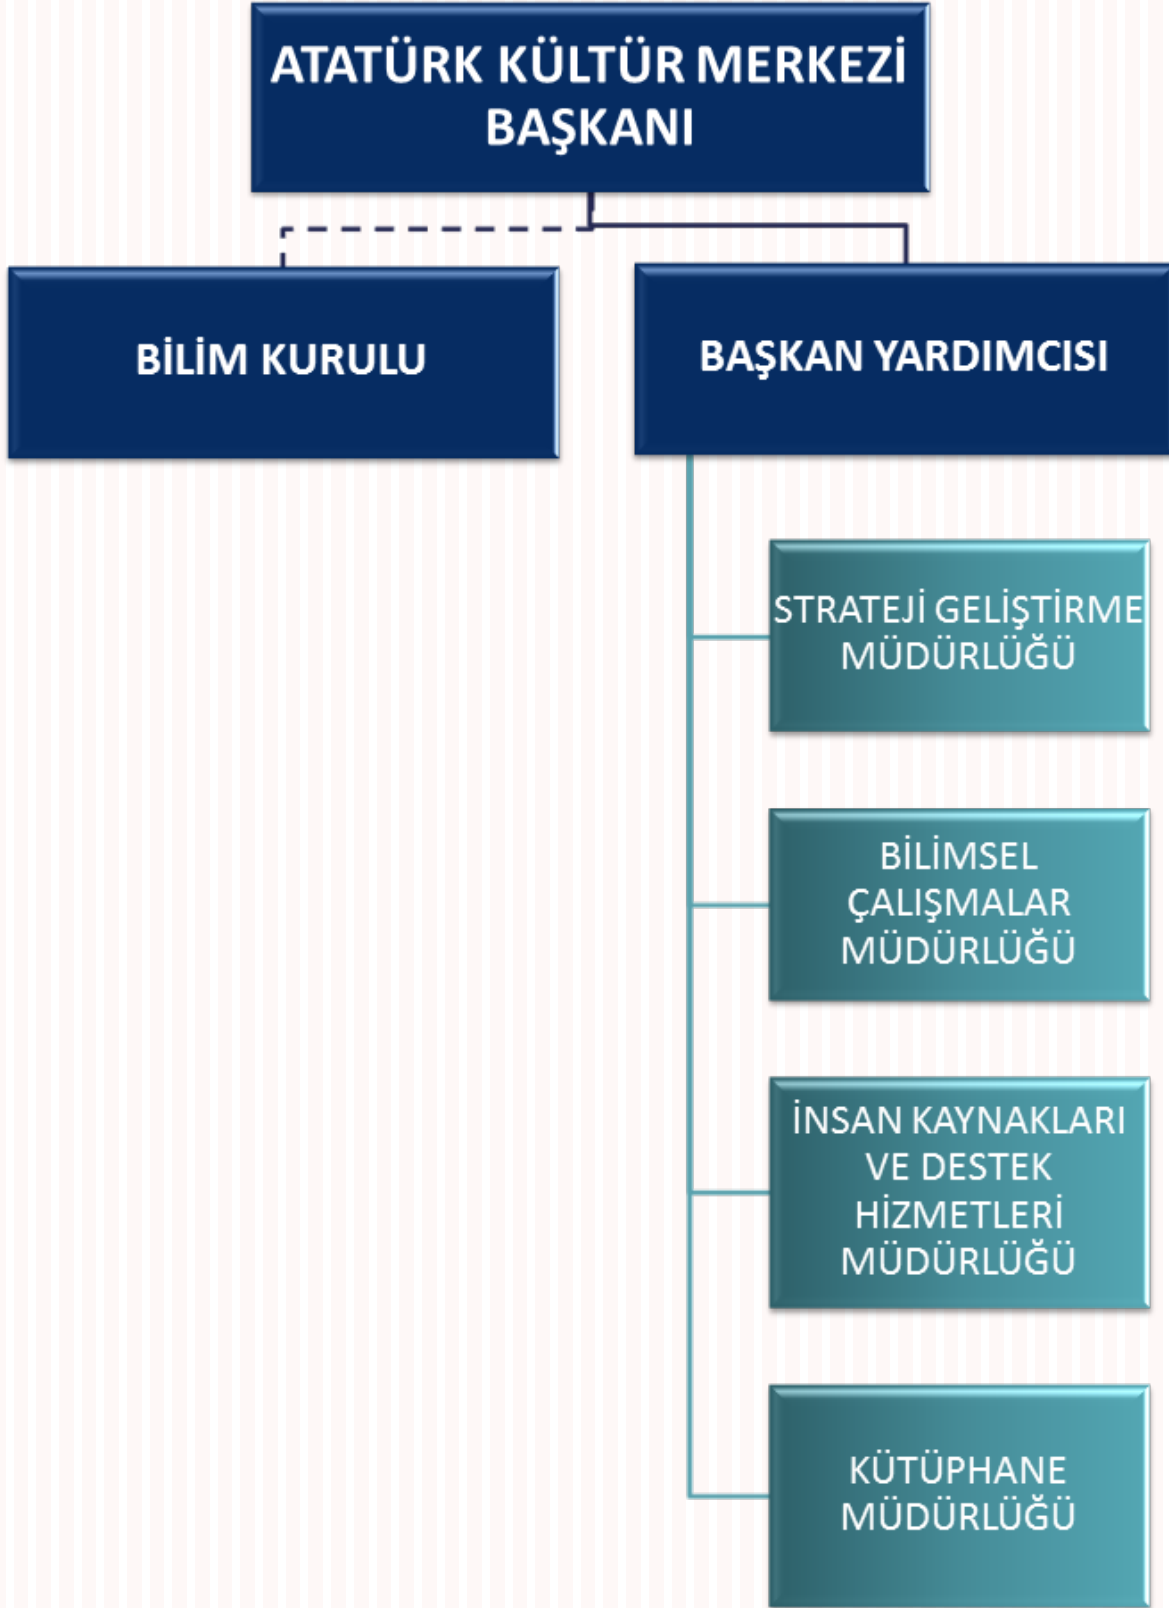 ATATÜRK KÜLTÜR MERKEZİ
BAŞKANI
BİLİM KURULU
BAŞKAN YARDIMCISI
STRATEJİ GELİŞTİRME
MÜDÜRLÜĞÜ
BİLİMSEL
ÇALIŞMALAR
MÜDÜRLÜĞÜ
İNSAN KAYNAKLARI
VE DESTEK
HİZMETLERİ
MÜDÜRLÜĞÜ
KÜTÜPHANE
MÜDÜRLÜĞÜ